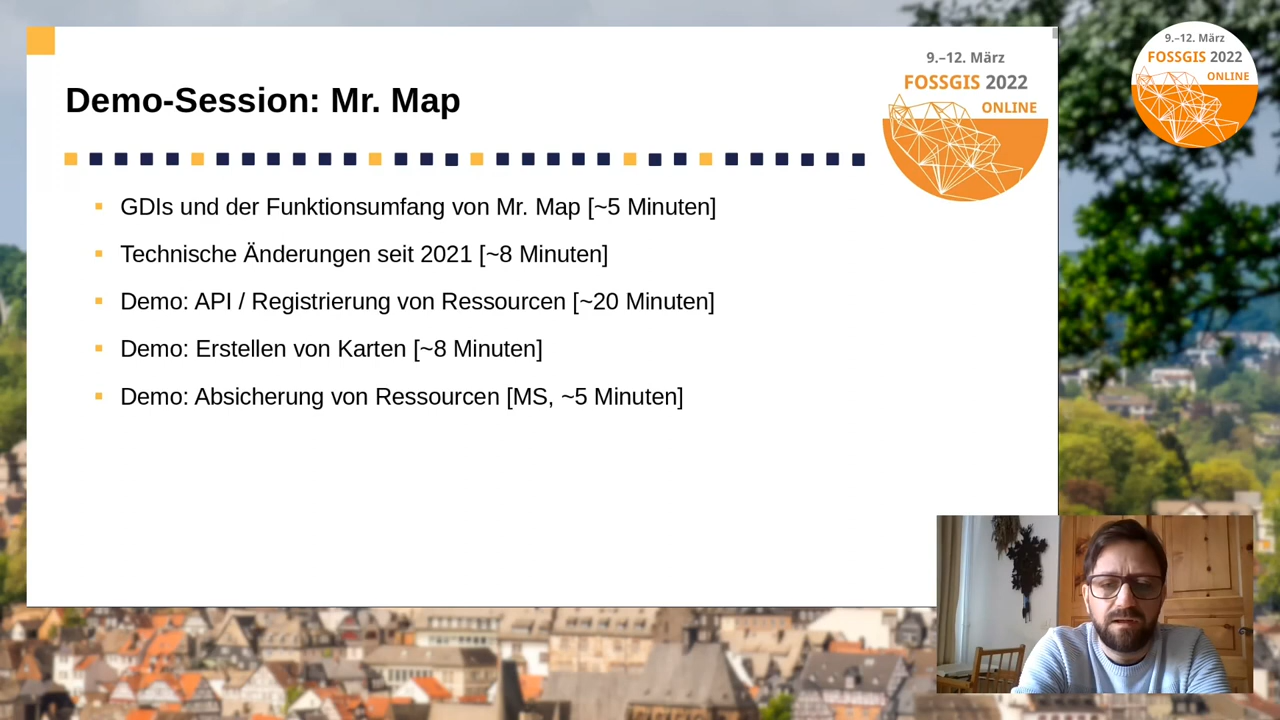 Demo-Session: Mr. Map
9.–12. März
FOSSGIS 2022
ONLINE
GDIs und der Funktionsumfang von Mr. Map [~5 Minuten]
Technische Änderungen seit 2021 [~8 Minuten]
Demo: API / Registrierung von Ressourcen [~20 Minuten]
Demo: Erstellen von Karten [~8 Minuten]
Demo: Absicherung von Ressourcen [MS, ~5 Minuten]
9.–12. März
FOSSGIS 2022
ONLINE